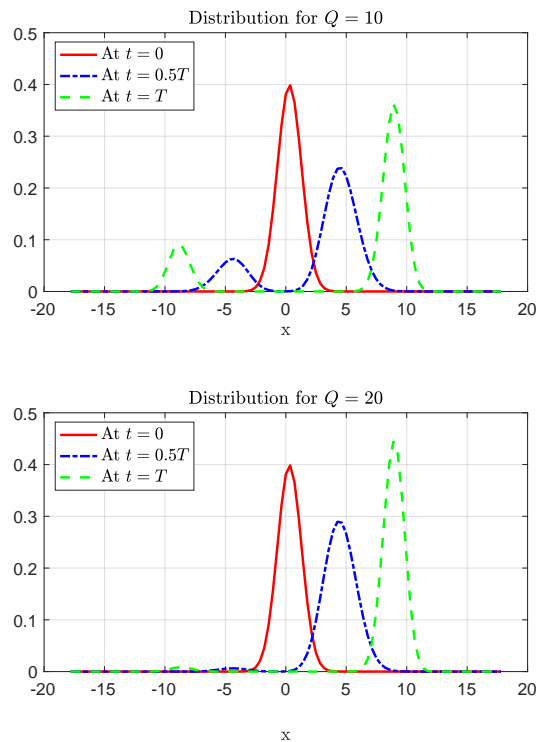 Distribution for Q = 10
0.5
0.4
0.3
0.2
0.1
0
At t = 0
At t = 0.5T
At t = T
-20 -15 -10 -5 0 5 10 15 20
x
Distribution for Q = 20
0.5
0.4
0.3
0.2
0.1
0
At t = 0
At t = 0.5T
At t = T
-20 -15 -10 -5 0 5 10 15 20
x